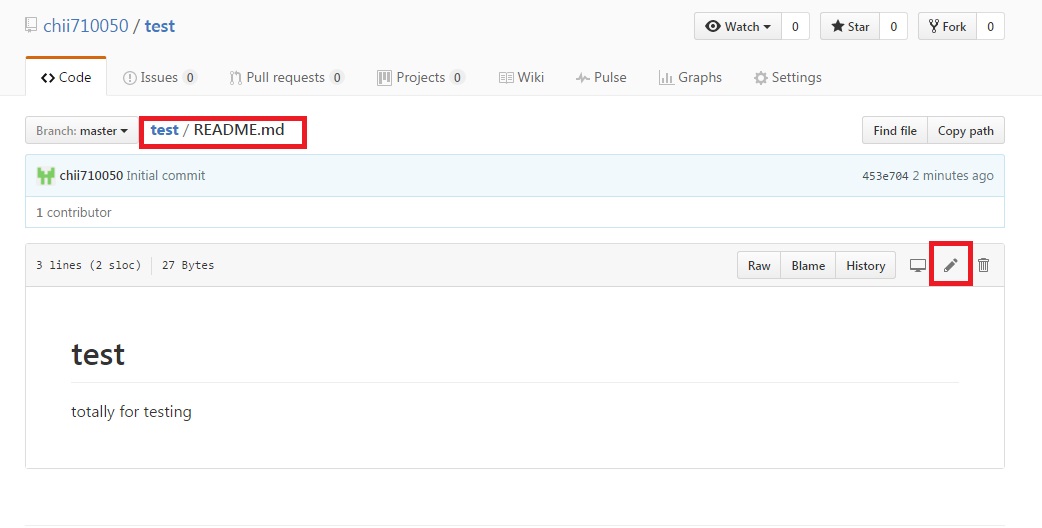 chii710050 / test
Watch 0 Star 0 Fork 0
Code Issues 0 Pull requests 0 Projects 0 Wiki Pulse Graphs Settings
Branch: master test / README.md Find file Copy path
chii710050 Initial commit 453e704 2 minutes ago
1 contributor
3 lines (2 sloc) 27 Bytes Raw Blame History
test
totally for testing